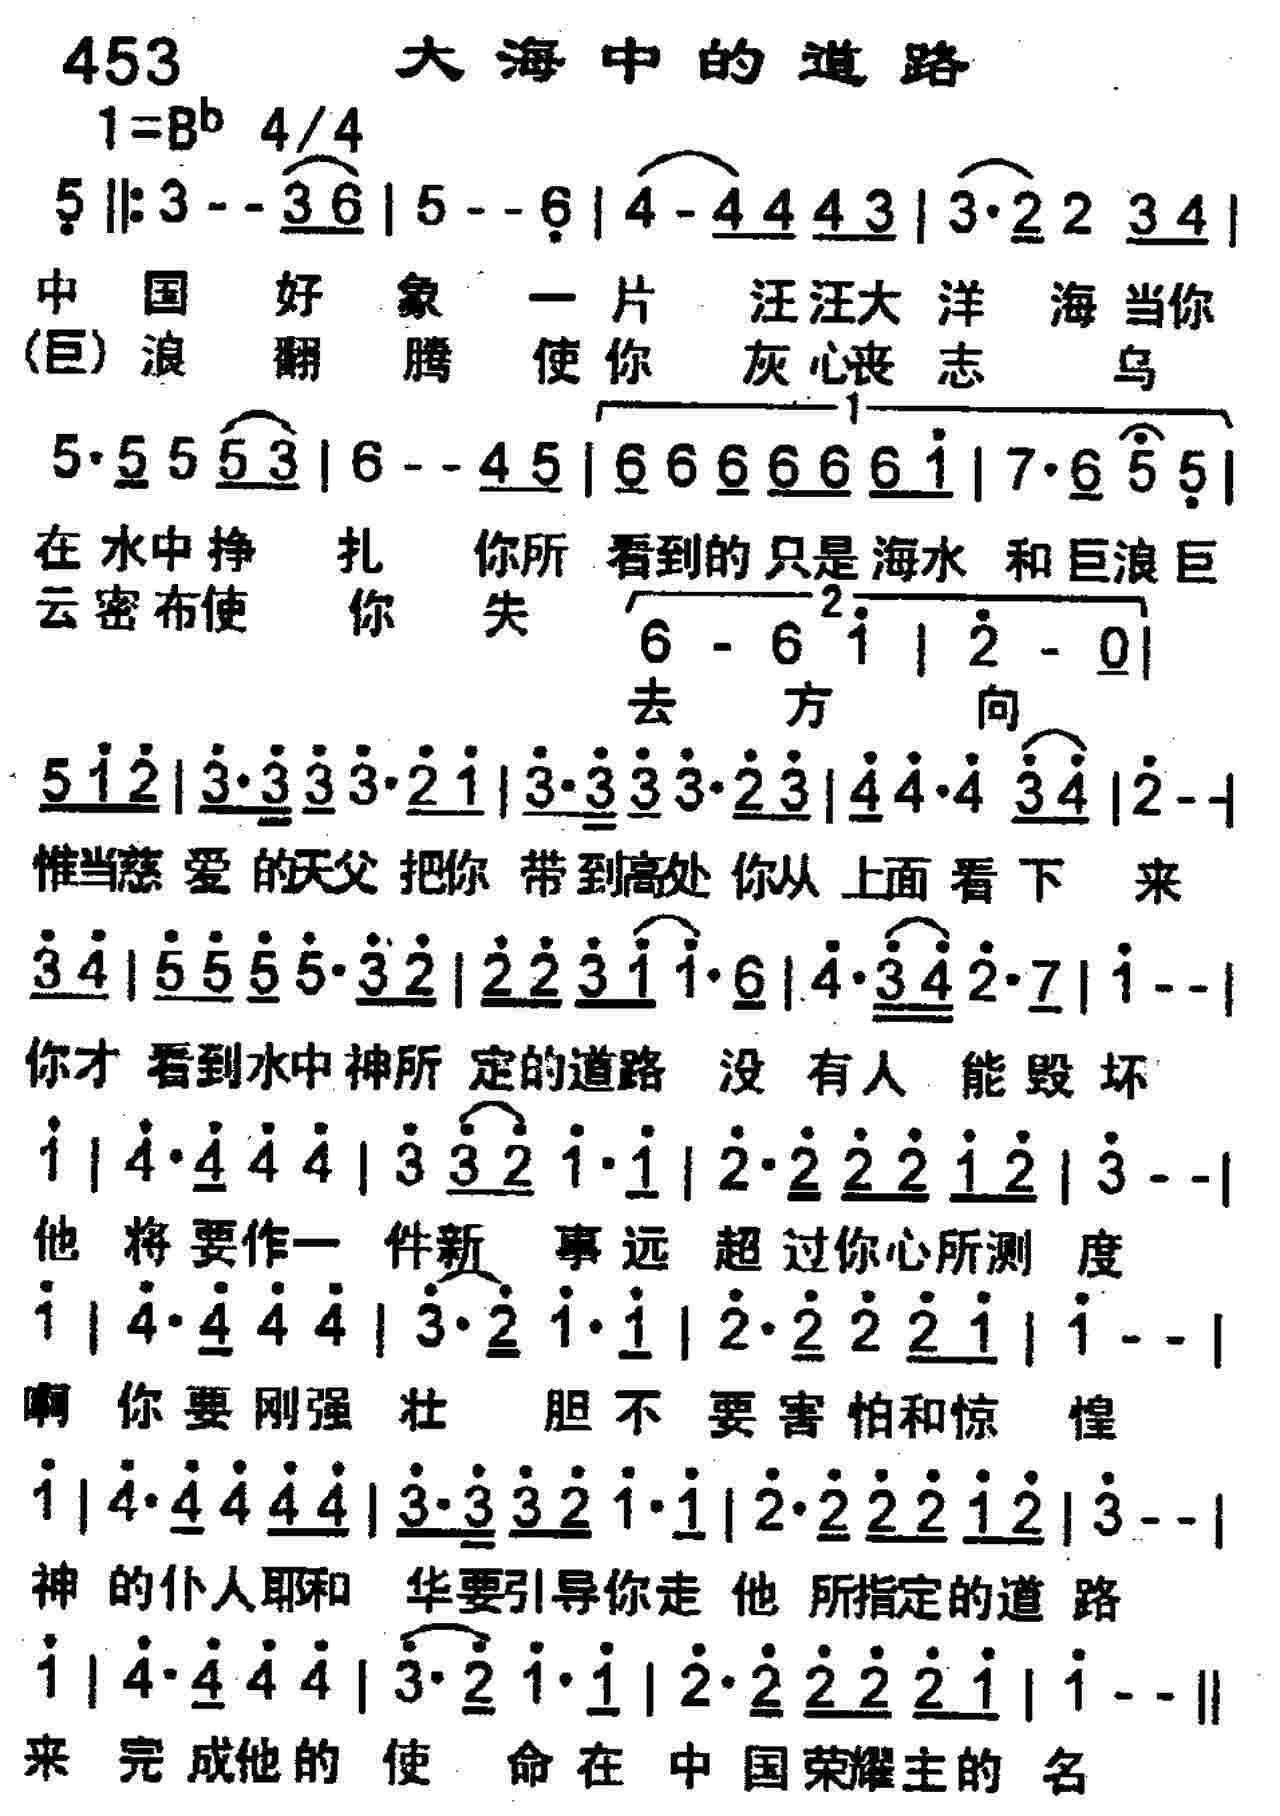 453 大海中的道路
1=Bb 4/4
5̣ ‖: 3 - - 3 6 | 5 - - 6̣ | 4 - 4 4 4 3 | 3· 2 2 3 4 |
中国好象一片汪汪大洋海当你
(巨)浪翻腾使你灰心丧志乌
1
5· 5 5 5 3 | 6 - - 4 5 | 6 6 6 6 6 6 1̇ | 7· 6 5̇ 5̣ |
在水中挣扎你所看到的只是海水和巨浪巨
云密布使你失
2
6 - 6 1̇ | 2̇ - 0 |
去方向
5 1̇ 2̇ | 3̇· 3̇ 3̇ 3̇· 2̇ 1̇ | 3̇· 3̇ 3̇ 3̇· 2̇ 3̇ | 4̇ 4̇· 4̇ 3̇ 4̇ | 2̇ - - |
惟当慈爱的天父把你带到高处你从上面看下来
3̇ 4̇ | 5̇ 5̇ 5̇ 5̇· 3̇ 2̇ | 2̇ 2̇ 3̇ 1̇ 1̇· 6 | 4̇· 3̇ 4̇ 2̇· 7 | 1̇ - - |
你才看到水中神所定的道路没有人能毁坏
1̇ | 4̇· 4̇ 4̇ 4̇ | 3̇ 3̇ 2̇ 1̇· 1̇ | 2̇· 2̇ 2̇ 2̇ 1̇ 2̇ | 3̇ - - |
他将要作一件新事远超过你心所测度
1̇ | 4̇· 4̇ 4̇ 4̇ | 3̇· 2̇ 1̇· 1̇ | 2̇· 2̇ 2̇ 2̇ 1̇ | 1̇ - - |
啊你要刚强壮胆不要害怕和惊惶
1̇ | 4̇· 4̇ 4̇ 4̇ 4̇ | 3̇· 3̇ 3̇ 2̇ 1̇· 1̇ | 2̇· 2̇ 2̇ 2̇ 1̇ 2̇ | 3̇ - - |
神的仆人耶和华要引导你走他所指定的道路
1̇ | 4̇· 4̇ 4̇ 4̇ | 3̇· 2̇ 1̇· 1̇ | 2̇· 2̇ 2̇ 2̇ 2̇ 1̇ | 1̇ - - ‖
来完成他的使命在中国荣耀主的名